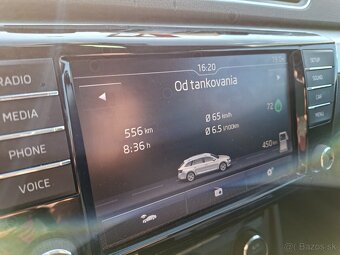 16:20
RADIO
MEDIA
PHONE
VOICE
SETUP
SOUND
CAR
MENU
Od tankovania
556 km
8:36 h
Ø 65 km/h
Ø 6.5 l/100km
72
450 km
bazos.sk